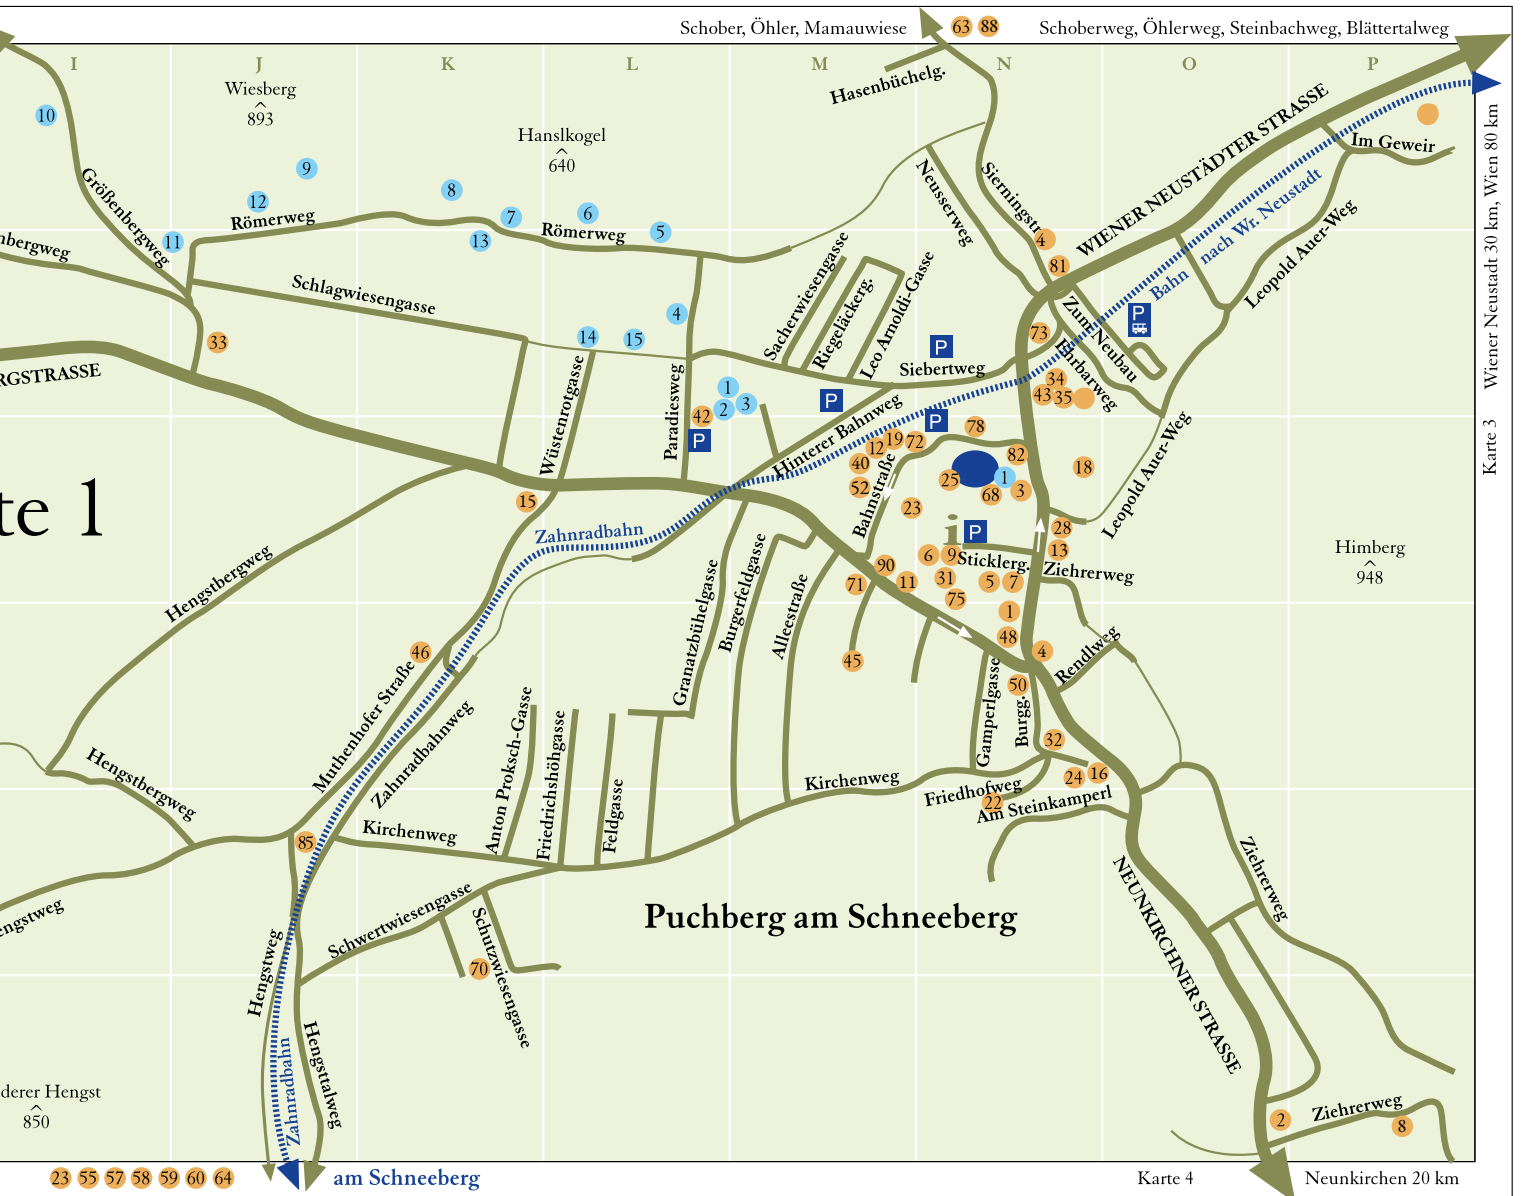 Schober, Öhler, Mamauwiese
63 88
Schoberweg, Öhlerweg, Steinbachweg, Blättertalweg
I J K L M N O P
Hasenbüchelg.
Wiesberg
^
893
10
Hanslkogel
^
640
WIENER NEUSTÄDTER STRASSE
Im Geweir
Wiener Neustadt 30 km, Wien 80 km
Größenbergweg
9
8
12
7
6
5
11
13
Römerweg
Römerweg
Neusserweg
Sierningstr.
4
81
Bahn nach Wr. Neustadt
Leopold Auer-Weg
nbergweg
Schlagwiesengasse
Sacherwiesengasse
Riegeläckerg.
Leo Arnoldi-Gasse
4
14
15
33
73
Zum Neubau
P
P
Siebertweg
Ehrbarweg
RGSTRASSE
Wüstenrotgasse
Paradiesweg
1
2
3
42
P
P
34
43
35
Hinterer Bahnweg
P
78
19
72
12
40
52
82
25
1
68
3
18
Leopold Auer-Weg
Karte 3
te 1
15
Zahnradbahn
Bahnstraße
23
i P
28
13
6
9
Sticklerg.
Ziehrerweg
Himberg
^
948
90
71
11
31
5
7
75
1
48
4
45
Hengstbergweg
Granatzbühelgasse
Burgerfeldgasse
Alleestraße
Rendlweg
46
Muthenhofer Straße
Zahnradbahnweg
50
Gamperlgasse
Burgg.
32
24
16
Anton Proksch-Gasse
Friedrichshöhgasse
Feldgasse
Kirchenweg
Friedhofweg
22
Am Steinkamperl
Hengstbergweg
85
Kirchenweg
NEUNKIRCHNER STRASSE
Ziehrerweg
engstweg
Schwertwiesengasse
Schutzwiesengasse
70
Puchberg am Schneeberg
Hengstweg
Hengsttalweg
Zahnradbahn
derer Hengst
^
850
2
Ziehrerweg
8
23 55 57 58 59 60 64
am Schneeberg
Karte 4
Neunkirchen 20 km